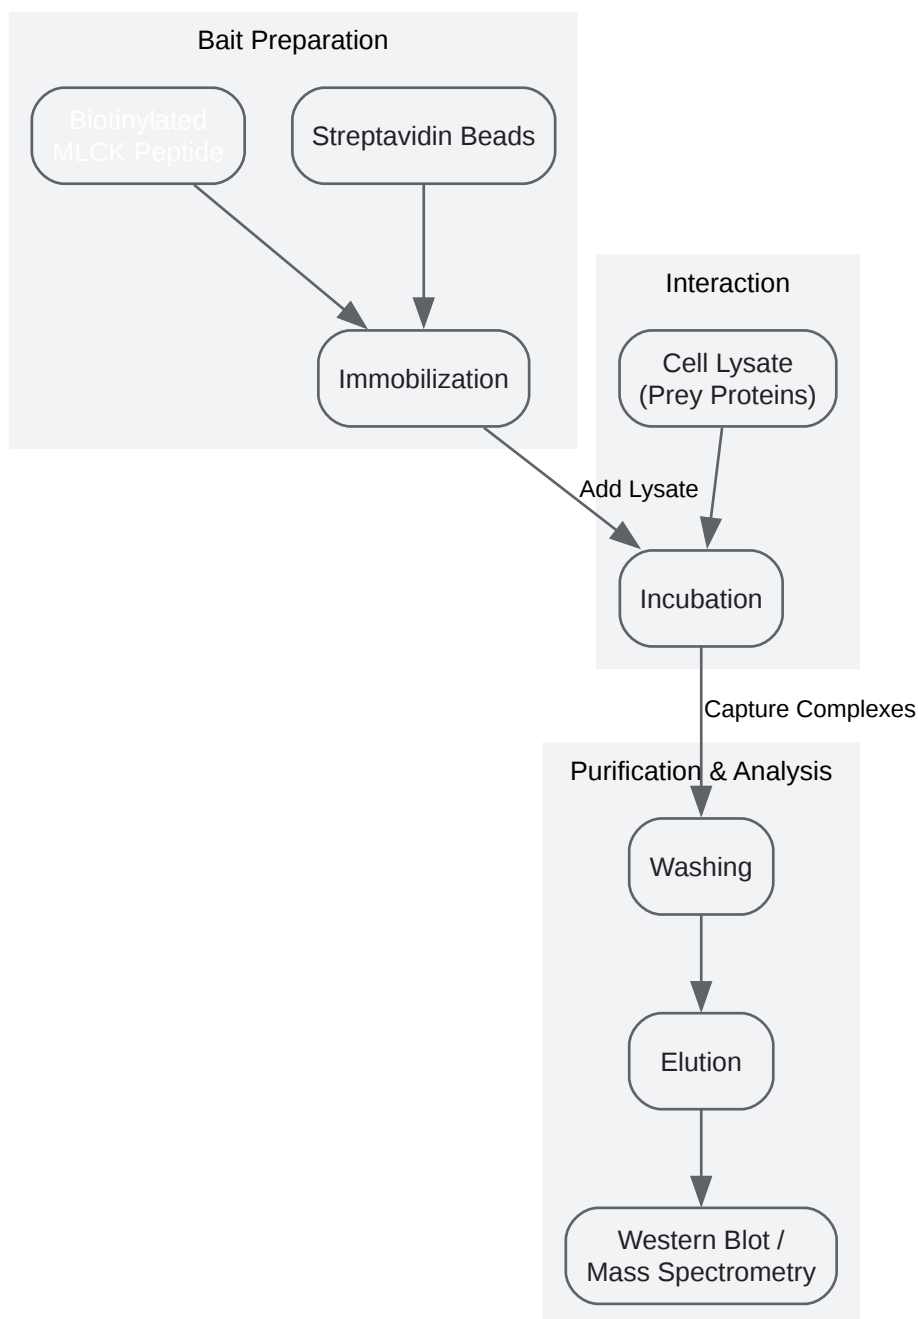 Bait Preparation
Biotinylated
MLCK Peptide
Streptavidin Beads
Immobilization
Interaction
Cell Lysate
(Prey Proteins)
Add Lysate
Incubation
Capture Complexes
Purification & Analysis
Washing
Elution
Western Blot /
Mass Spectrometry